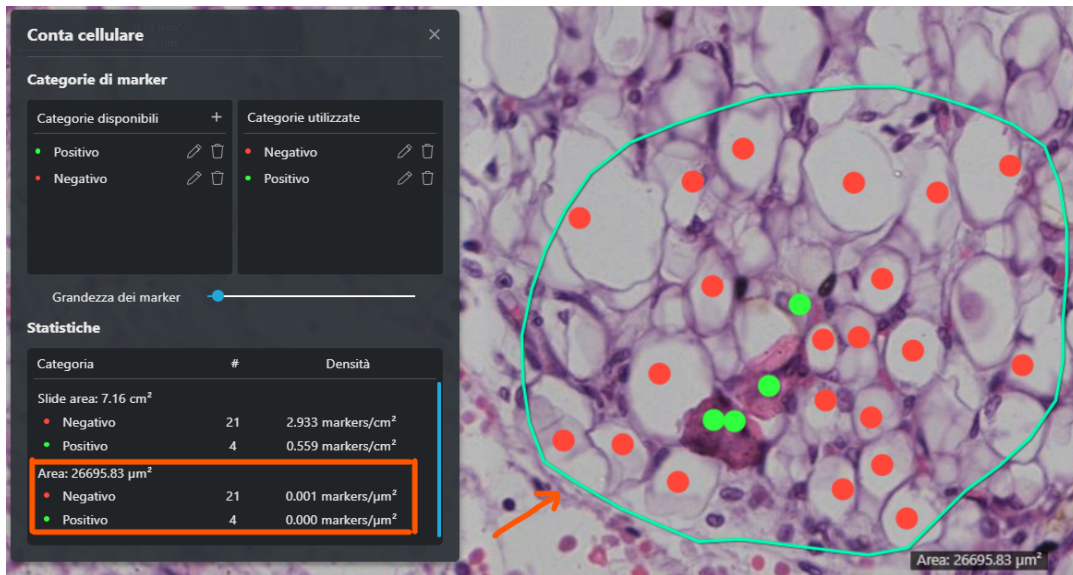 Conta cellulare
Categorie di marker
Categorie disponibili
Categorie utilizzate
Positivo
Negativo
Negativo
Positivo
Grandezza dei marker
Statistiche
Categoria # Densità
Slide area: 7.16 cm²
Negativo 21 2.933 markers/cm²
Positivo 4 0.559 markers/cm²
Area: 26695.83 μm²
Negativo 21 0.001 markers/μm²
Positivo 4 0.000 markers/μm²
Area: 26695.83 μm²